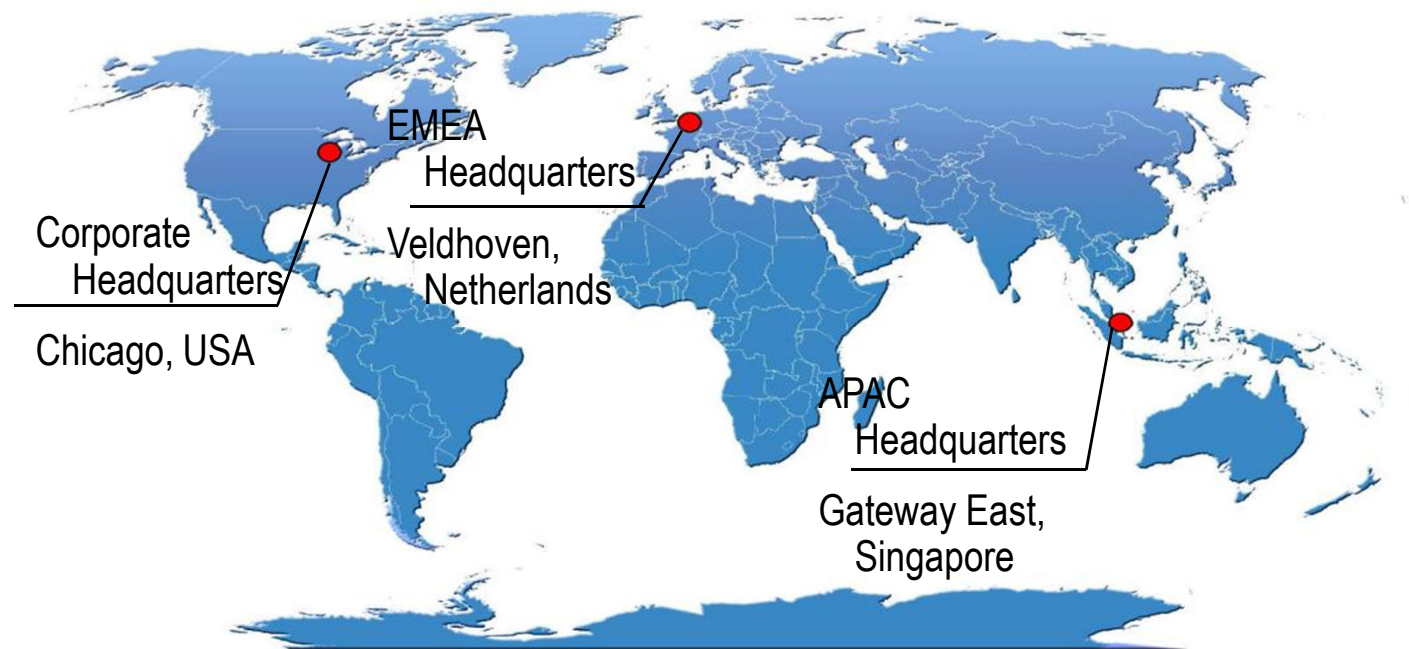 Corporate
Headquarters
Chicago, USA
EMEA
Headquarters
Veldhoven,
Netherlands
APAC
Headquarters
Gateway East,
Singapore